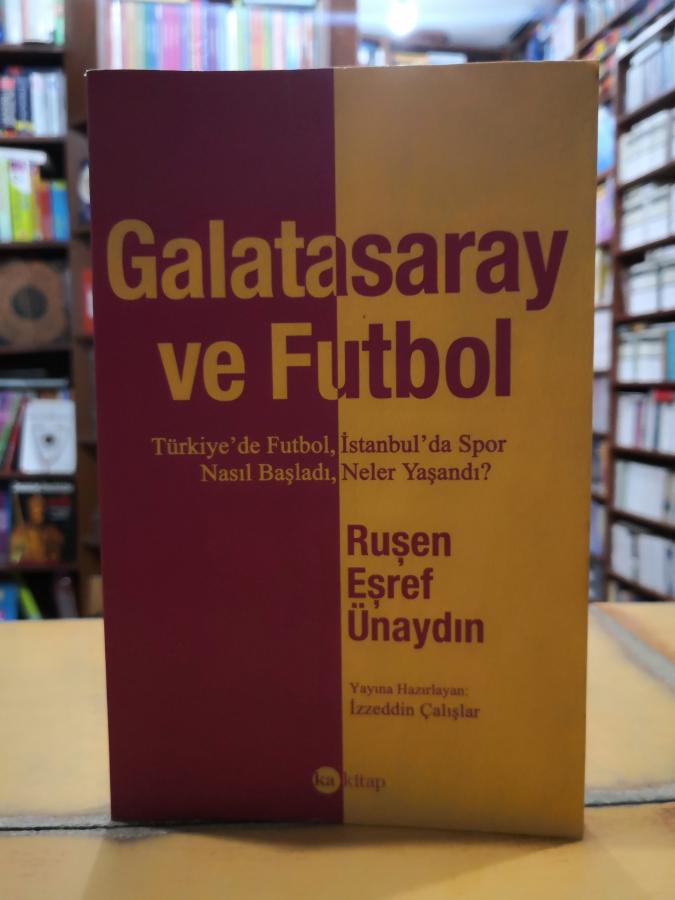 Galatasaray
ve Futbol
Türkiye'de Futbol, İstanbul'da Spor
Nasıl Başladı, Neler Yaşandı?
Ruşen
Eşref
Ünaydın
Yayına Hazırlayan:
İzzeddin Çalışlar
ka kitap